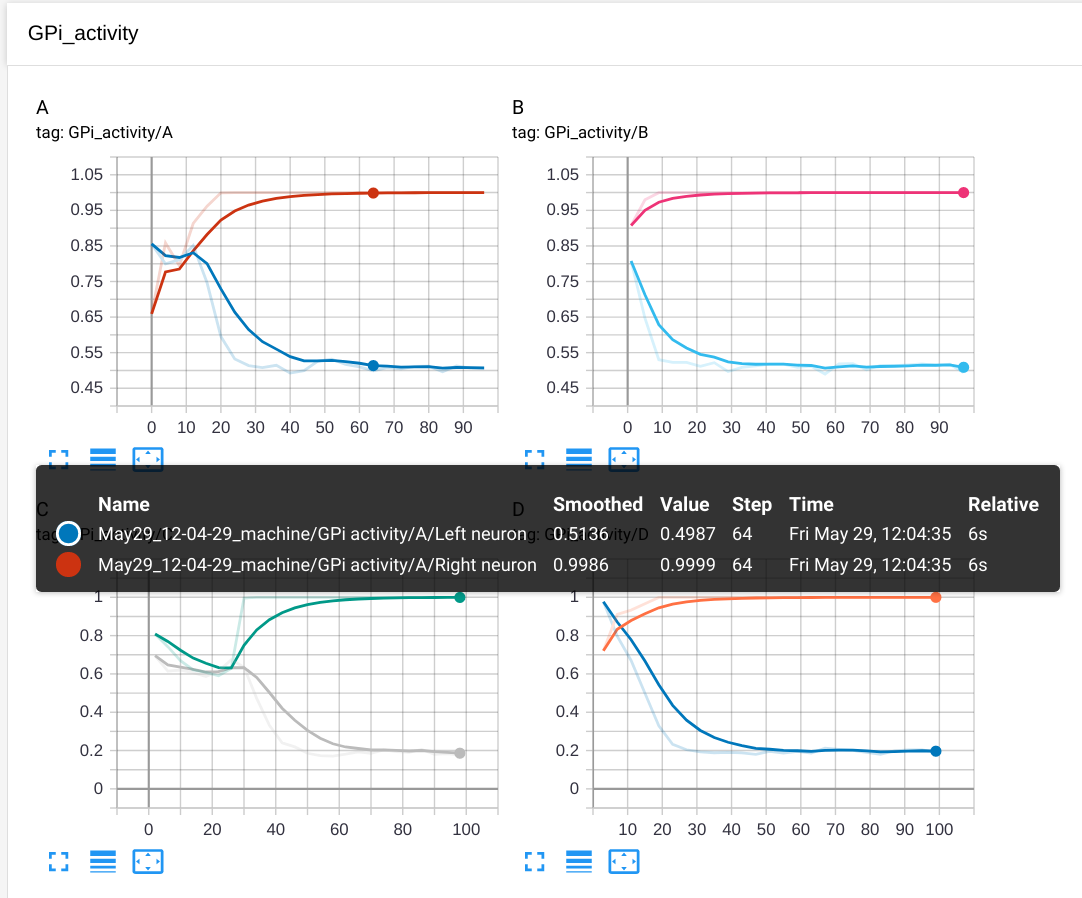 GPi_activity
A
tag: GPi_activity/A
1.05
0.95
0.85
0.75
0.65
0.55
0.45
0 10 20 30 40 50 60 70 80 90
B
tag: GPi_activity/B
1.05
0.95
0.85
0.75
0.65
0.55
0.45
0 10 20 30 40 50 60 70 80 90
Name Smoothed Value Step Time Relative
May29_12-04-29_machine/GPi activity/A/Left neuron 0.5136 0.4987 64 Fri May 29, 12:04:35 6s
May29_12-04-29_machine/GPi activity/A/Right neuron 0.9986 0.9999 64 Fri May 29, 12:04:35 6s
C
1
0.8
0.6
0.4
0.2
0
0 20 40 60 80 100
D
1
0.8
0.6
0.4
0.2
0
10 20 30 40 50 60 70 80 90 100